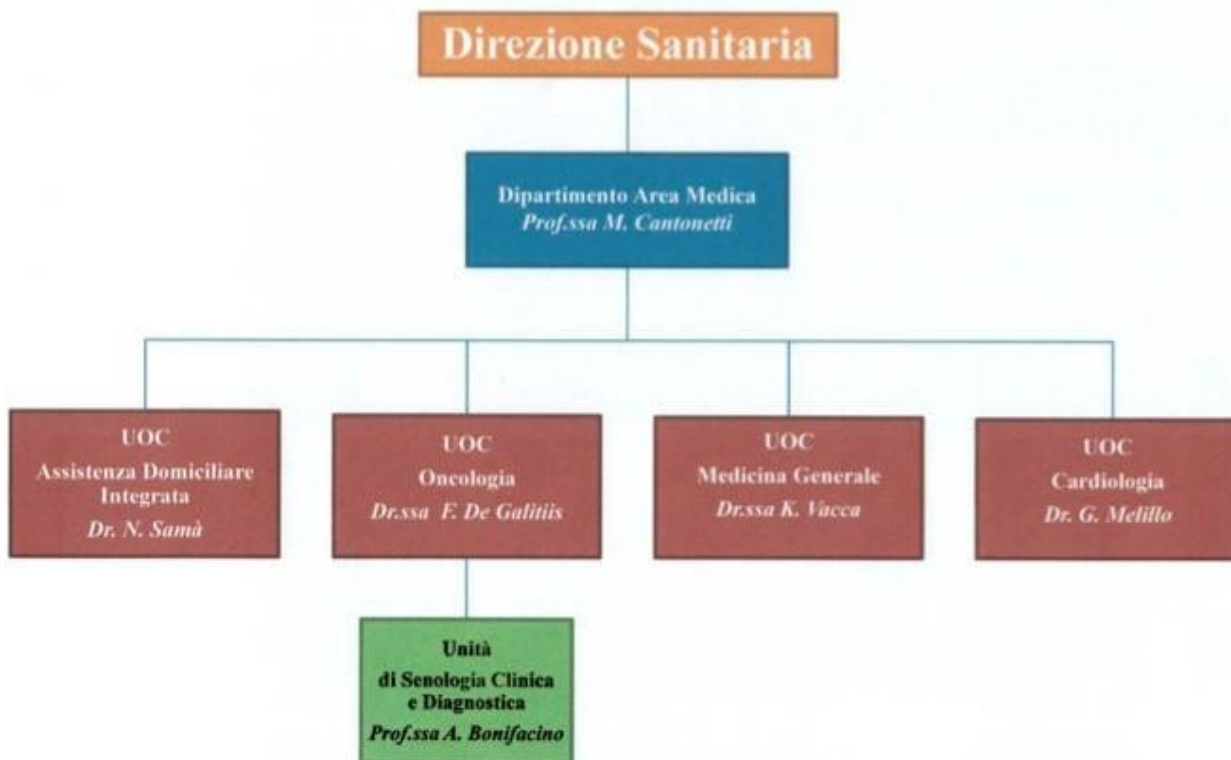 Direzione Sanitaria
Dipartimento Area Medica
Prof.ssa M. Cantonetti
UOC
Assistenza Domiciliare
Integrata
Dr. N. Samà
UOC
Oncologia
Dr.ssa F. De Galitiis
UOC
Medicina Generale
Dr.ssa K. Vacca
UOC
Cardiologia
Dr. G. Melillo
Unità
di Senologia Clinica
e Diagnostica
Prof.ssa A. Bonifacino